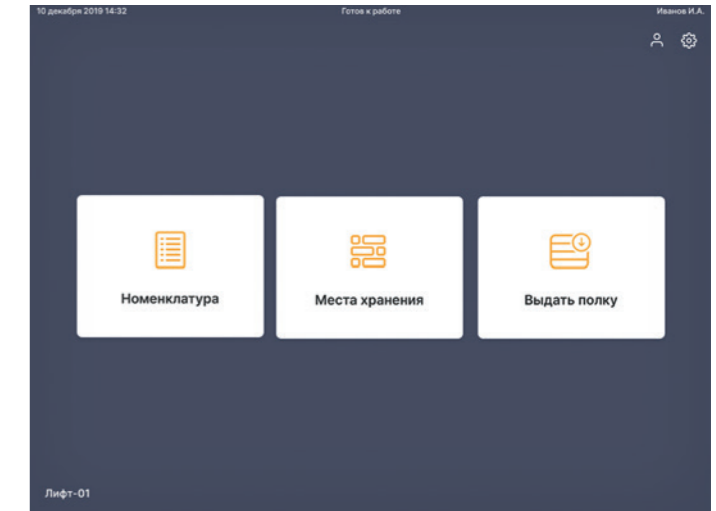 10 декабря 2019 14:32 Готов к работе Иванов И.А.
Номенклатура Места хранения Выдать полку
Лифт-01